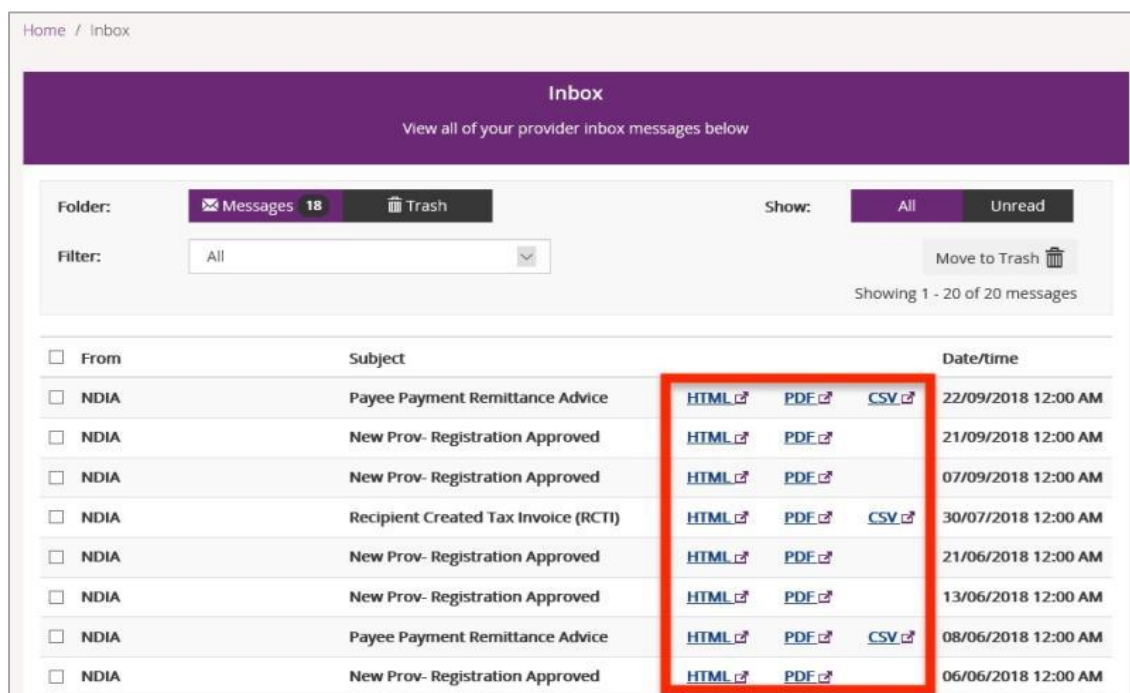 Home / Inbox
Inbox
View all of your provider inbox messages below
Folder: Messages 18 Trash Show: All Unread
Filter: All Move to Trash
Showing 1 - 20 of 20 messages
From Subject Date/time
NDIA Payee Payment Remittance Advice HTML PDF CSV 22/09/2018 12:00 AM
NDIA New Prov- Registration Approved HTML PDF 21/09/2018 12:00 AM
NDIA New Prov- Registration Approved HTML PDF 07/09/2018 12:00 AM
NDIA Recipient Created Tax Invoice (RCTI) HTML PDF CSV 30/07/2018 12:00 AM
NDIA New Prov- Registration Approved HTML PDF 21/06/2018 12:00 AM
NDIA New Prov- Registration Approved HTML PDF 13/06/2018 12:00 AM
NDIA Payee Payment Remittance Advice HTML PDF CSV 08/06/2018 12:00 AM
NDIA New Prov- Registration Approved HTML PDF 06/06/2018 12:00 AM